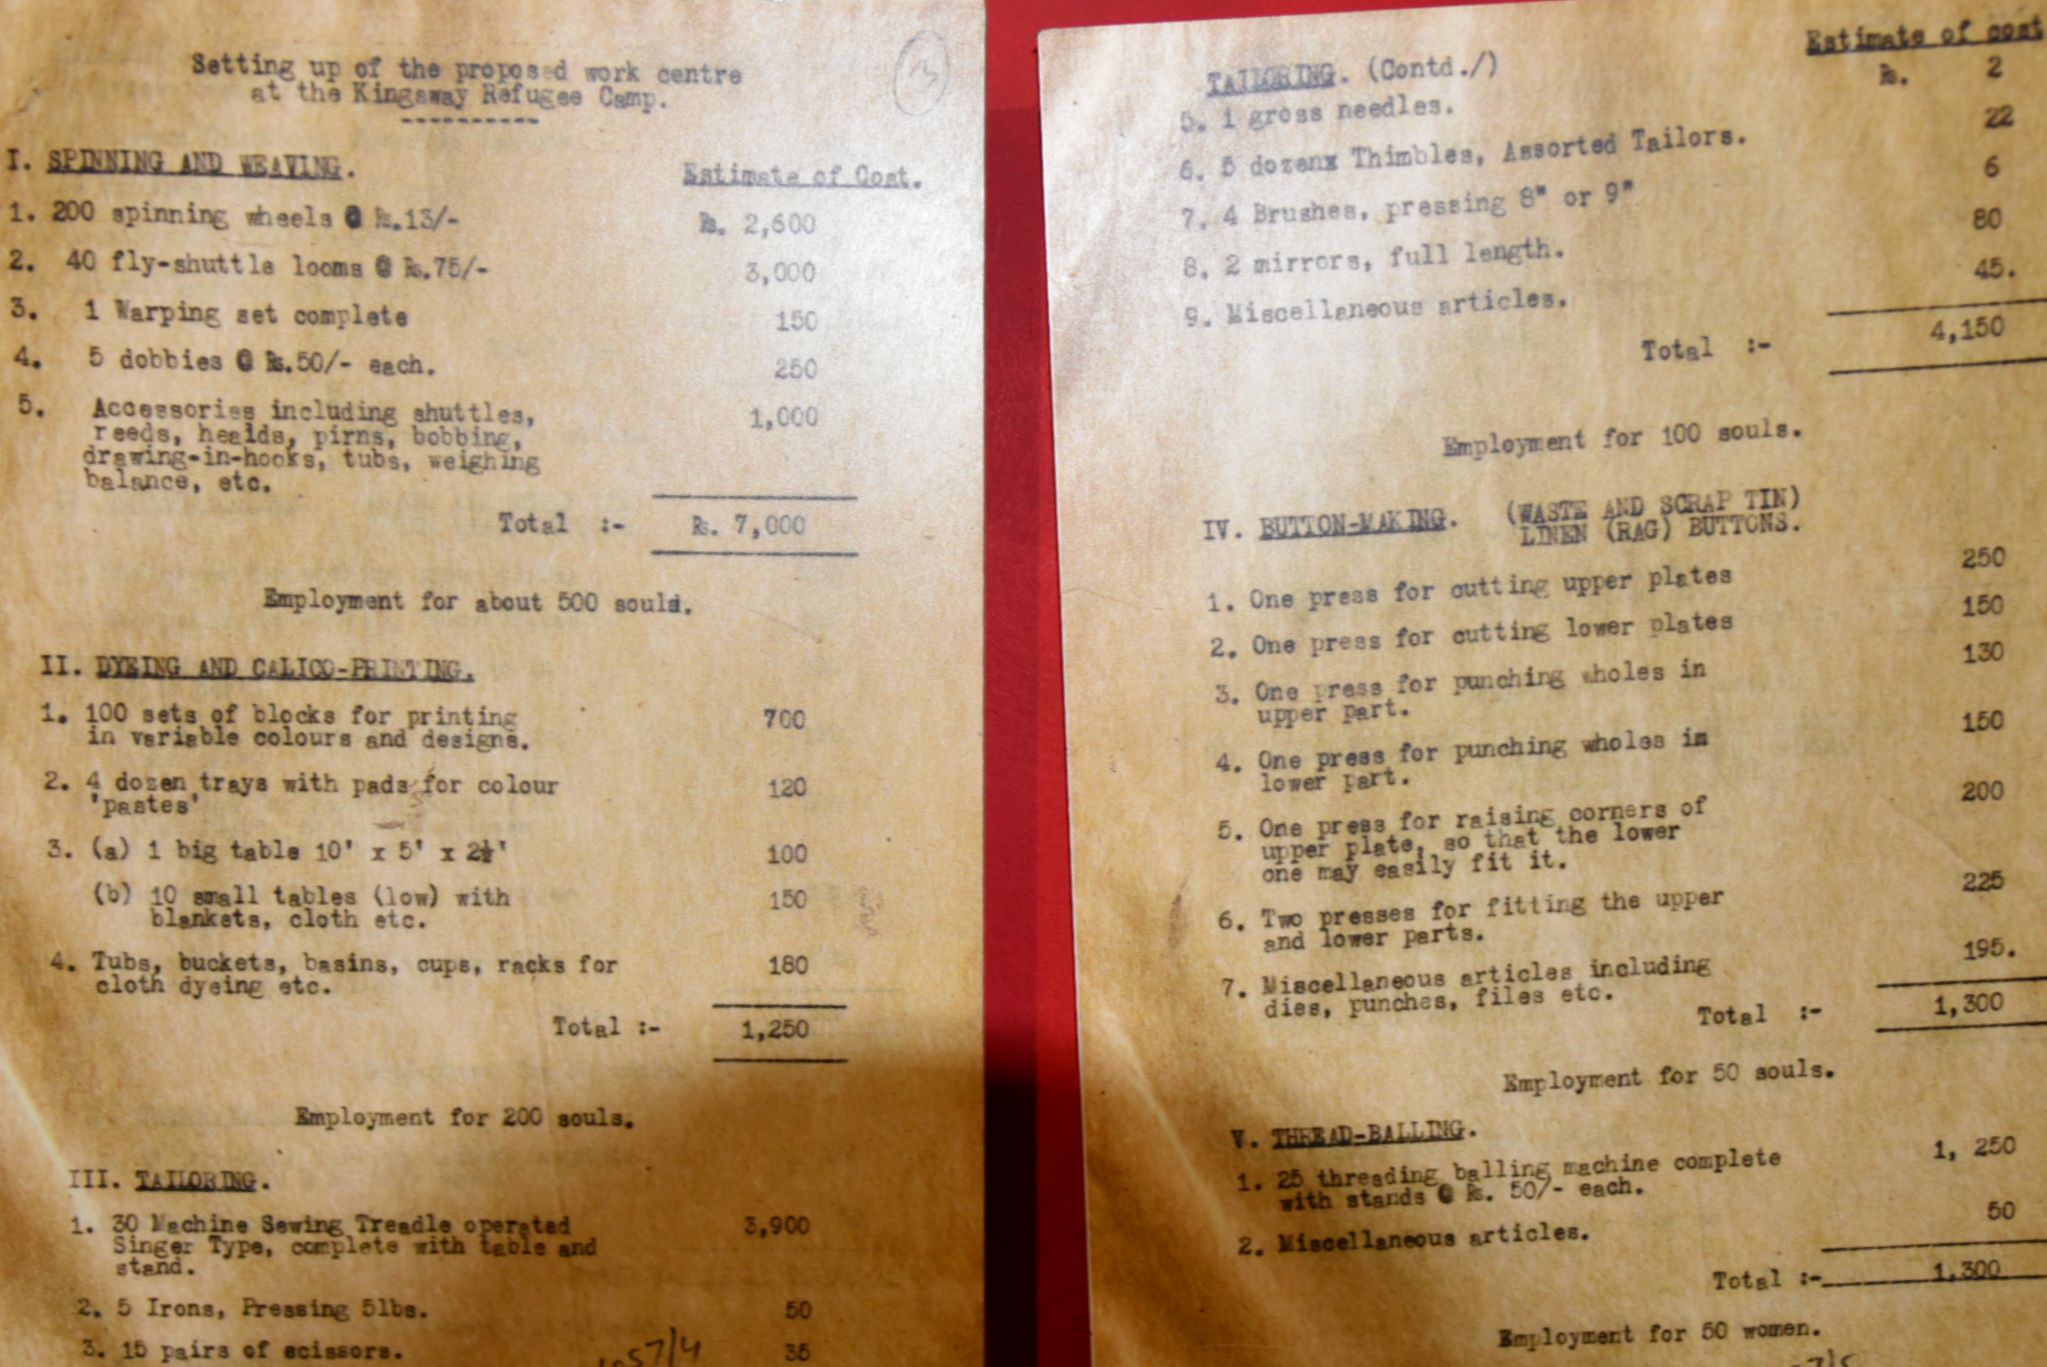 Setting up of the proposed work centre
at the Kingsway Refugee Camp.
----------
I. SPINNING AND WEAVING.
Estimate of Cost.
1. 200 spinning wheels @ Rs.13/- Rs. 2,600
2. 40 fly-shuttle looms @ Rs.75/- 3,000
3. 1 Warping set complete 150
4. 5 dobbies @ Rs.50/- each. 250
5. Accessories including shuttles, 1,000
reeds, healds, pirns, bobbing,
drawing-in-hooks, tubs, weighing
balance, etc.
Total :- Rs. 7,000
Employment for about 500 souls.
II. DYEING AND CALICO-PRINTING.
1. 100 sets of blocks for printing 700
in variable colours and designs.
2. 4 dozen trays with pads for colour 120
'pastes'
3. (a) 1 big table 10' x 5' x 2½' 100
(b) 10 small tables (low) with 150
blankets, cloth etc.
4. Tubs, buckets, basins, cups, racks for 180
cloth dyeing etc.
Total :- 1,250
Employment for 200 souls.
III. TAILORING.
1. 30 Machine Sewing Treadle operated 3,900
Singer Type, complete with table and
stand.
2. 5 Irons, Pressing 5lbs. 50
3. 15 pairs of scissors. 35
Estimate of cost
TAILORING. (Contd./)
5. 1 gross needles. Rs. 2
6. 5 dozenx Thimbles, Assorted Tailors. 22
7. 4 Brushes, pressing 8" or 9" 6
8. 2 mirrors, full length. 80
9. Miscellaneous articles. 45.
Total :- 4,150
Employment for 100 souls.
IV. BUTTON-MAKING. (WASTE AND SCRAP TIN)
LINEN (RAG) BUTTONS.
1. One press for cutting upper plates 250
2. One press for cutting lower plates 150
3. One press for punching wholes in 130
upper part.
4. One press for punching wholes in 150
lower part.
5. One press for raising corners of 200
upper plate, so that the lower
one may easily fit it.
6. Two presses for fitting the upper 225
and lower parts.
7. Miscellaneous articles including 195.
dies, punches, files etc.
Total :- 1,300
Employment for 50 souls.
V. THREAD-BALLING.
1. 25 threading balling machine complete 1, 250
with stands @ Rs. 50/- each.
2. Miscellaneous articles. 50
Total :- 1,300
Employment for 50 women.